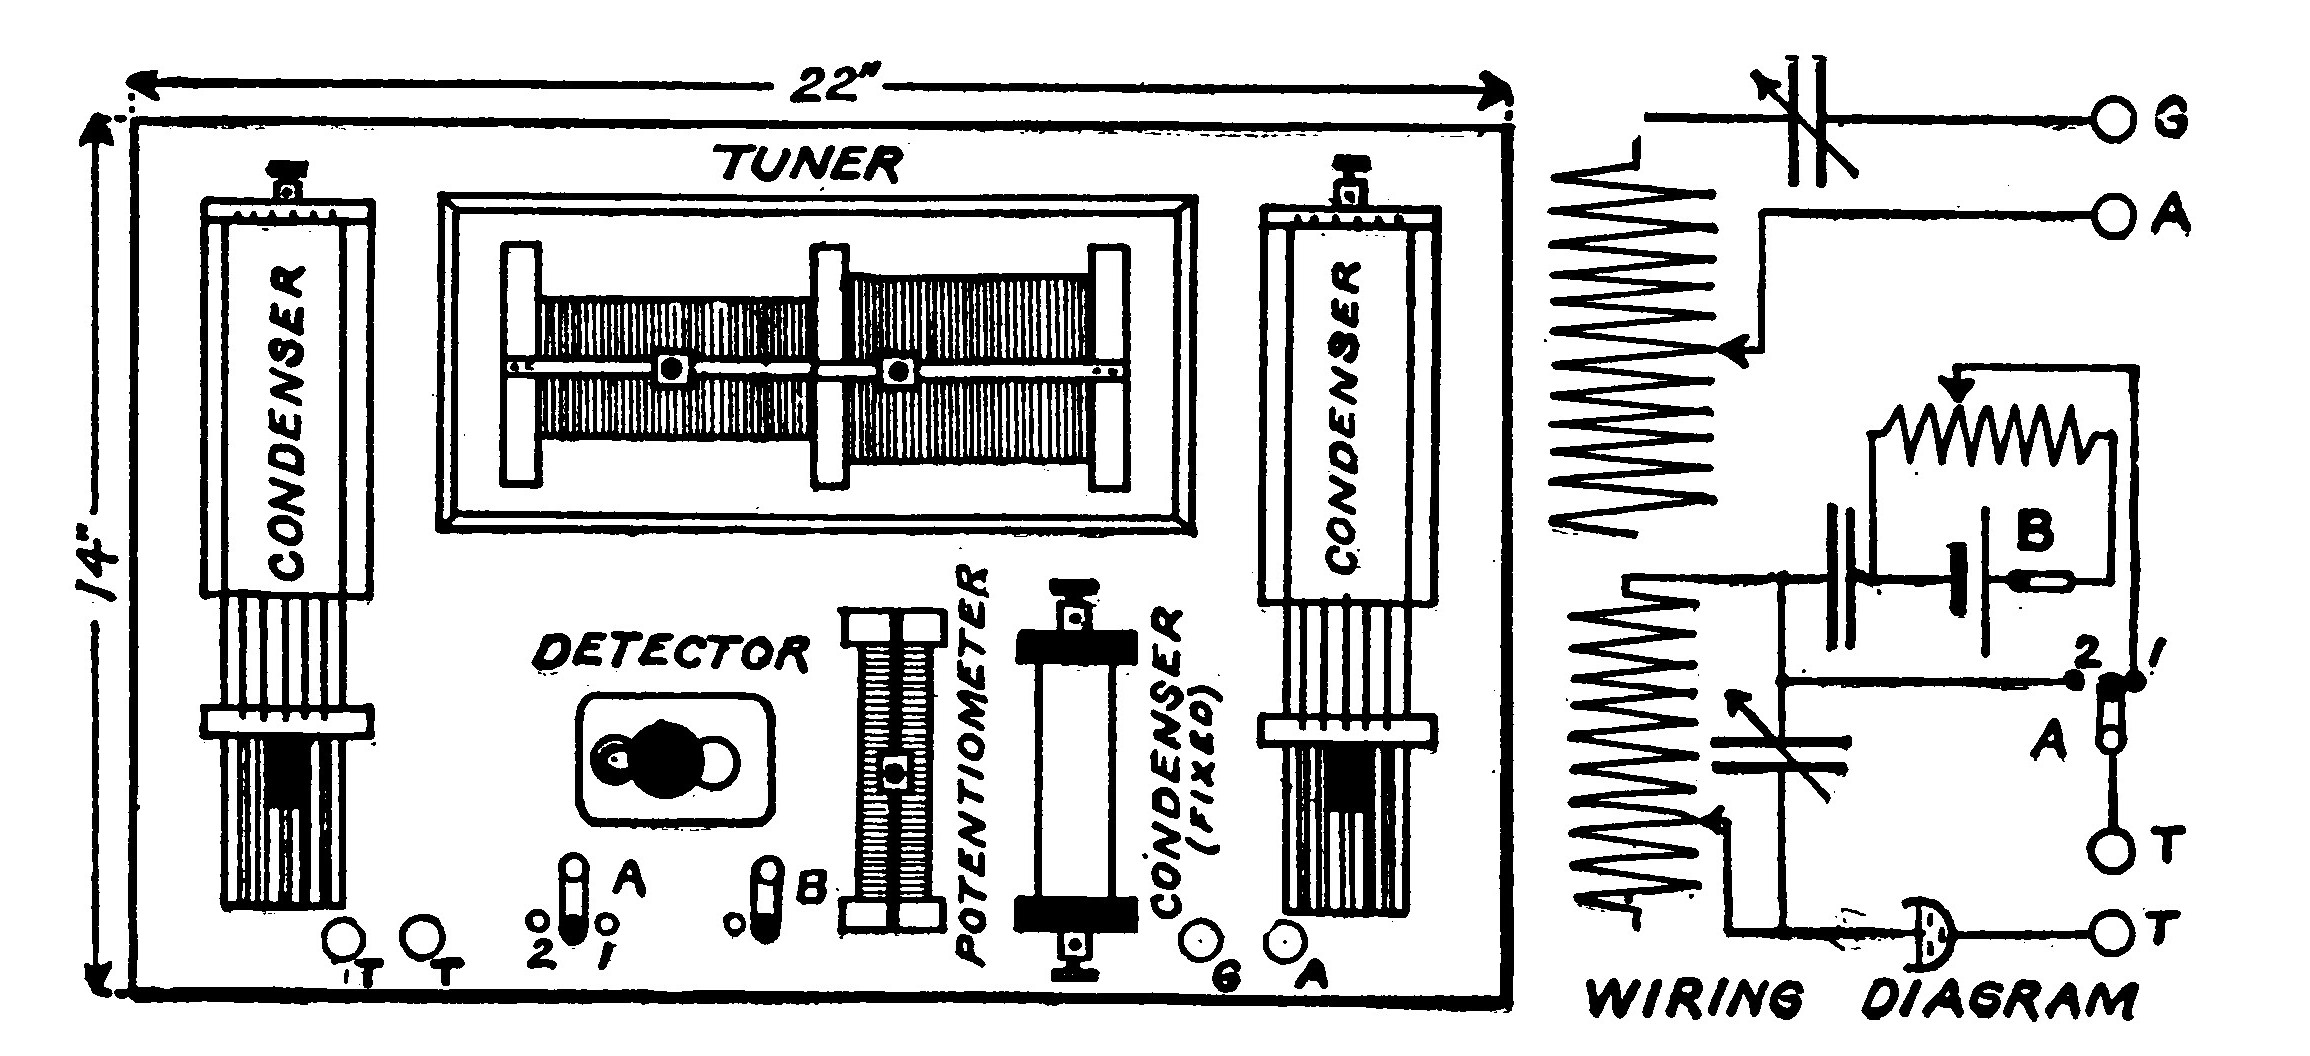 22"
14"
TUNER
CONDENSER
CONDENSER
DETECTOR
POTENTIOMETER
CONDENSER
(FIXED)
A
B
2 1
T T
G A
G
A
B
2 1
A
T
T
WIRING DIAGRAM